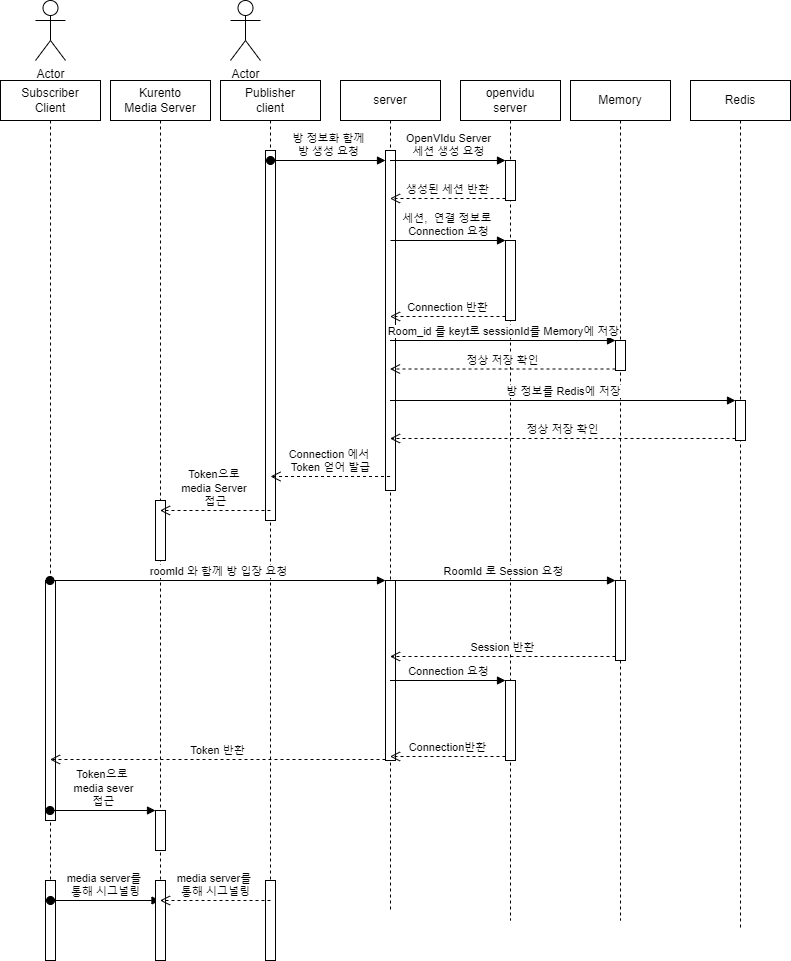 Actor
Actor
Subscriber
Client
Kurento
Media Server
Publisher
client
server
openvidu
server
Memory
Redis
방 정보화 함께
방 생성 요청
OpenVIdu Server
세션 생성 요청
생성된 세션 반환
세션, 연결 정보로
Connection 요청
Connection 반환
Room_id 를 keyt로 sessionId를 Memory에 저장
정상 저장 확인
방 정보를 Redis에 저장
정상 저장 확인
Connection 에서
Token 얻어 발급
Token으로
media Server
접근
roomId 와 함께 방 입장 요청
RoomId 로 Session 요청
Session 반환
Connection 요청
Connection반환
Token 반환
Token으로
media sever
접근
media server를
통해 시그널링
media server를
통해 시그널링